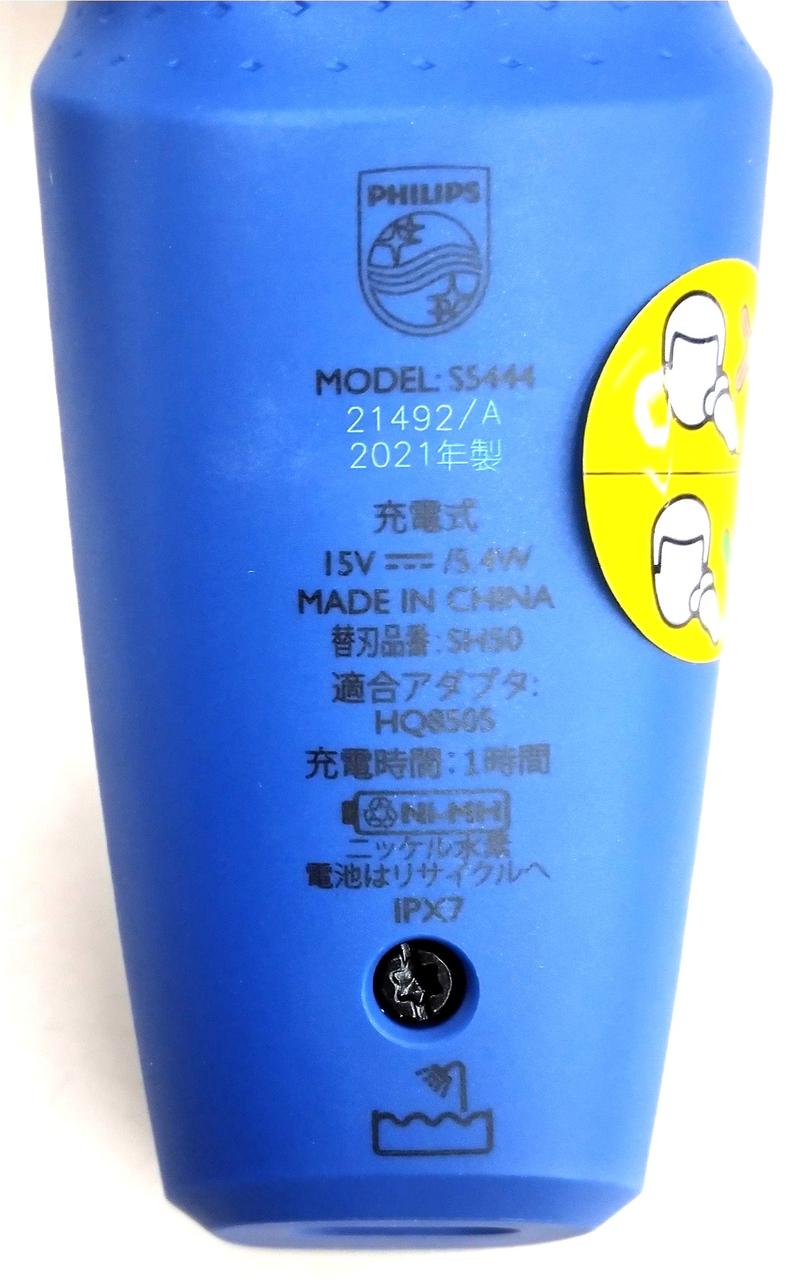 PHILIPS
MODEL: S5444
21492/A
2021年製
充電式
15V /5.4W
MADE IN CHINA
替刃品番:SH50
適合アダプタ:
HQ8505
充電時間:1時間
NI-MH
ニッケル水素
電池はリサイクルへ
IPX7